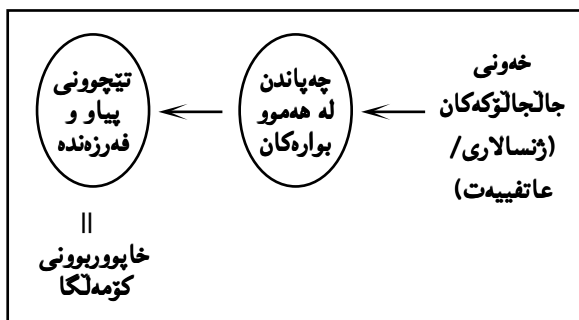 خەونی
جاڵجاڵۆکەکان
(ژنسالاری/
عاتفییەت)
چەپاندن
لە هەموو
بوارەکان
تێچوونی
پیاو و
فەرزەندە
=
خاپووربوونی
کۆمەڵگا